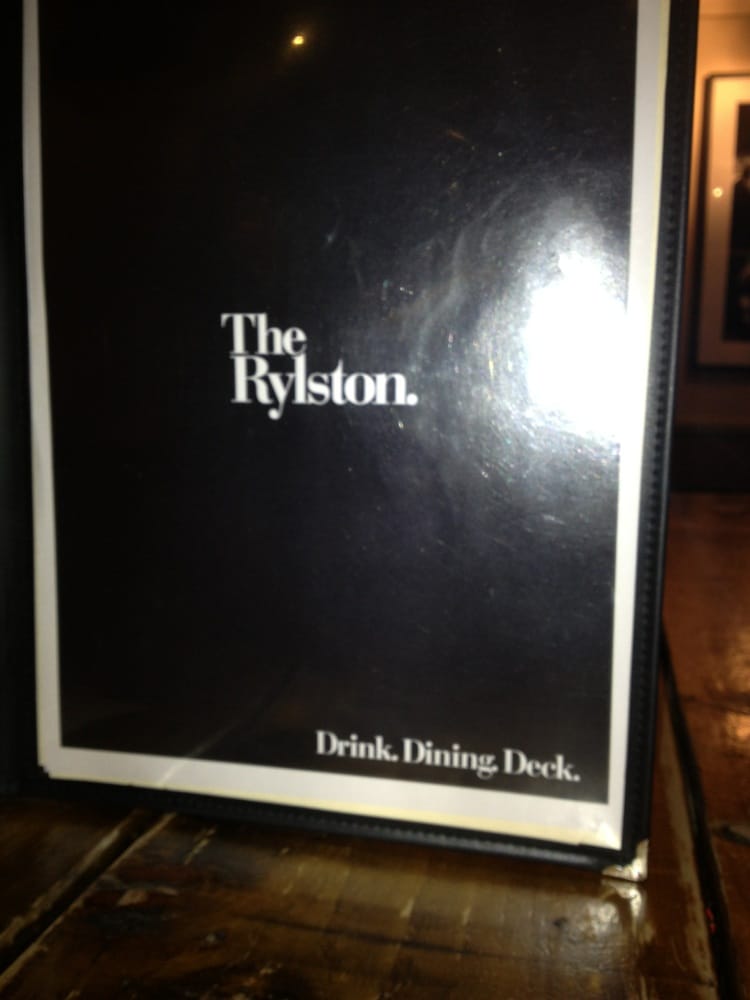 The
Rylston.
Drink. Dining. Deck.